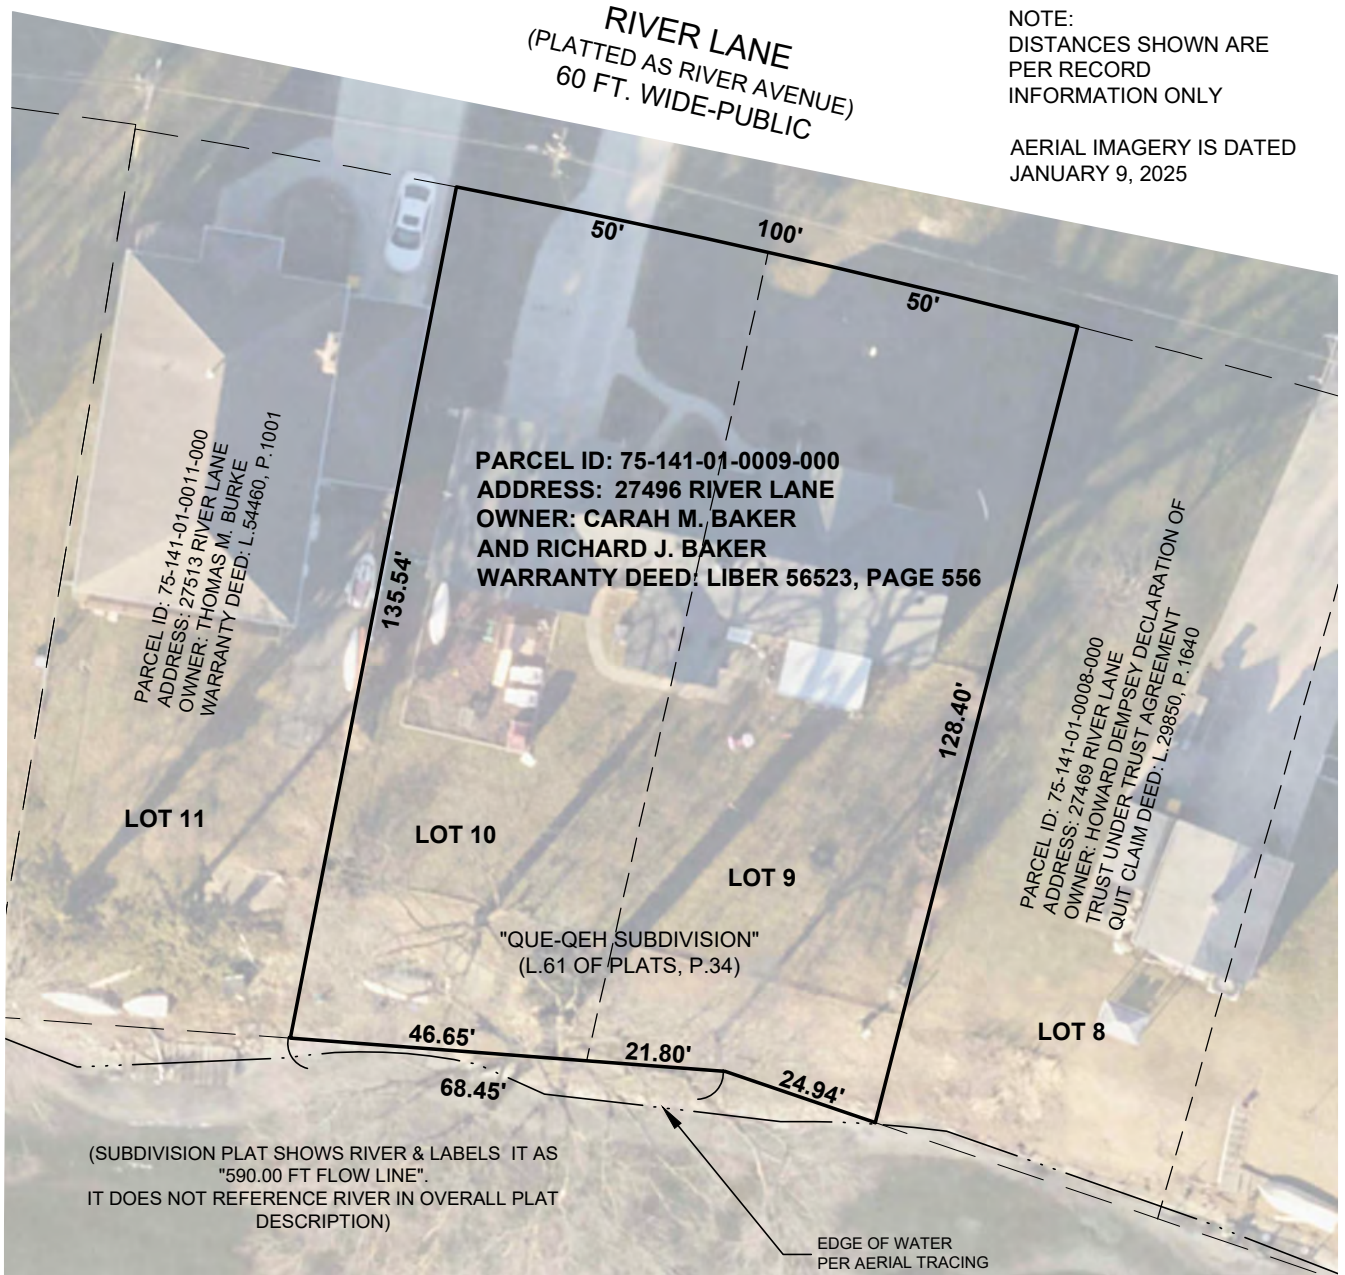 RIVER LANE
(PLATTED AS RIVER AVENUE)
60 FT. WIDE-PUBLIC
NOTE:
DISTANCES SHOWN ARE
PER RECORD
INFORMATION ONLY
AERIAL IMAGERY IS DATED
JANUARY 9, 2025
50'
100'
50'
PARCEL ID: 75-141-01-0009-000
ADDRESS: 27496 RIVER LANE
OWNER: CARAH M. BAKER
AND RICHARD J. BAKER
WARRANTY DEED: LIBER 56523, PAGE 556
PARCEL ID: 75-141-01-0011-000
ADDRESS: 27513 RIVER LANE
OWNER: THOMAS M. BURKE
WARRANTY DEED: L.54460, P.1001
135.54'
128.40'
PARCEL ID: 75-141-01-0008-000
ADDRESS: 27469 RIVER LANE
OWNER: HOWARD DEMPSEY DECLARATION OF
TRUST UNDER TRUST AGREEMENT
QUIT CLAIM DEED: L.29850, P.1640
LOT 11
LOT 10
LOT 9
"QUE-QEH SUBDIVISION"
(L.61 OF PLATS, P.34)
LOT 8
46.65'
21.80'
24.94'
68.45'
(SUBDIVISION PLAT SHOWS RIVER & LABELS IT AS
"590.00 FT FLOW LINE".
IT DOES NOT REFERENCE RIVER IN OVERALL PLAT
DESCRIPTION)
EDGE OF WATER
PER AERIAL TRACING